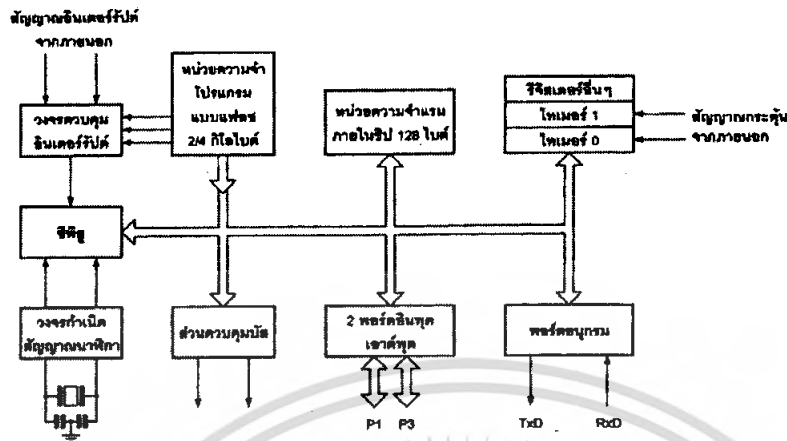 สัญญาณอินเตอร์รัปต์
จากภายนอก
วงจรควบคุม
อินเตอร์รัปต์
หน่วยความจำ
โปรแกรม
แบบแฟลช
2/4 กิโลไบต์
หน่วยความจำแรม
ภายในชิป 128 ไบต์
รีจิสเตอร์อื่นๆ
ไทเมอร์ 1
ไทเมอร์ 0
สัญญาณกระตุ้น
จากภายนอก
ซีพียู
วงจรกำเนิด
สัญญาณนาฬิกา
ส่วนควบคุมบัส
2 พอร์ตอินพุต
เอาต์พุต
พอร์ตอนุกรม
P1 P3
TxD RxD